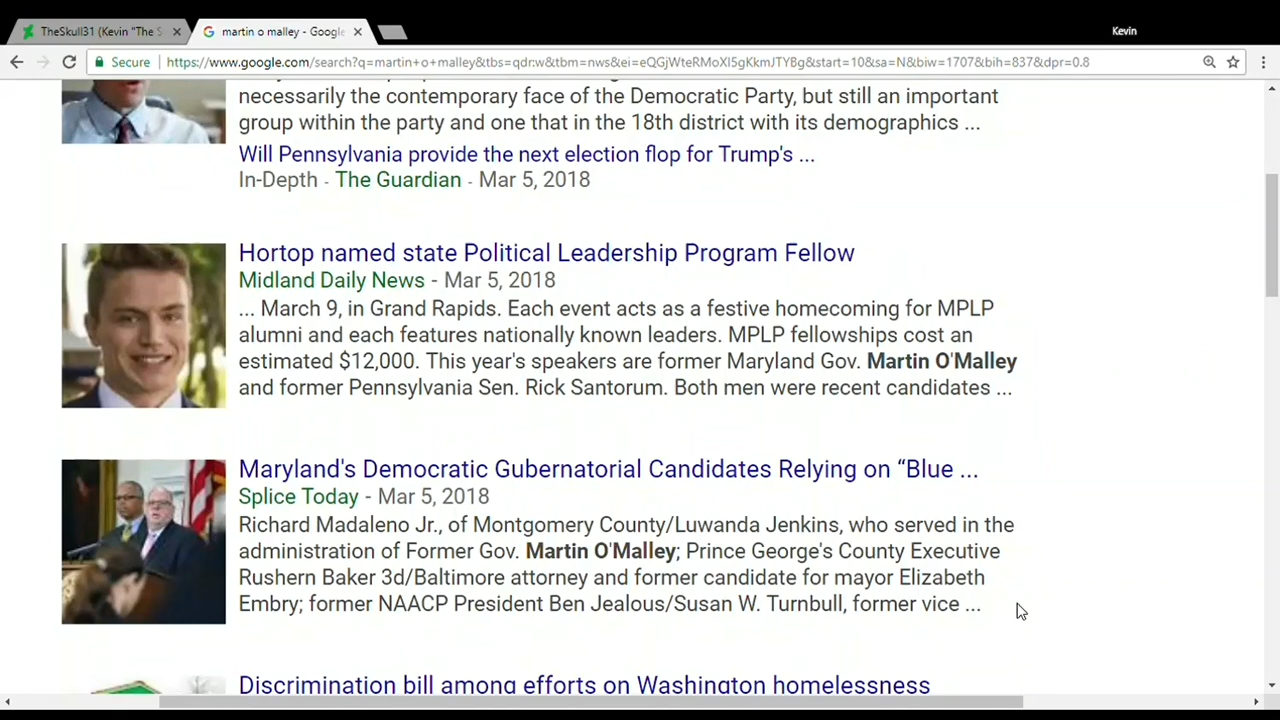 TheSkull31 (Kevin "The S
martin o malley - Google
Kevin
Secure
https://www.google.com/search?q=martin+o+malley&tbs=qdr:w&tbm=nws&ei=eQGjWteRMoXI5gKkmJTYBg&start=10&sa=N&biw=1707&bih=837&dpr=0.8
necessarily the contemporary face of the Democratic Party, but still an important
group within the party and one that in the 18th district with its demographics ...
Will Pennsylvania provide the next election flop for Trump's ...
In-Depth - The Guardian - Mar 5, 2018
Hortop named state Political Leadership Program Fellow
Midland Daily News - Mar 5, 2018
... March 9, in Grand Rapids. Each event acts as a festive homecoming for MPLP
alumni and each features nationally known leaders. MPLP fellowships cost an
estimated $12,000. This year's speakers are former Maryland Gov. Martin O'Malley
and former Pennsylvania Sen. Rick Santorum. Both men were recent candidates ...
Maryland's Democratic Gubernatorial Candidates Relying on “Blue ...
Splice Today - Mar 5, 2018
Richard Madaleno Jr., of Montgomery County/Luwanda Jenkins, who served in the
administration of Former Gov. Martin O'Malley; Prince George's County Executive
Rushern Baker 3d/Baltimore attorney and former candidate for mayor Elizabeth
Embry; former NAACP President Ben Jealous/Susan W. Turnbull, former vice ...
Discrimination bill among efforts on Washington homelessness